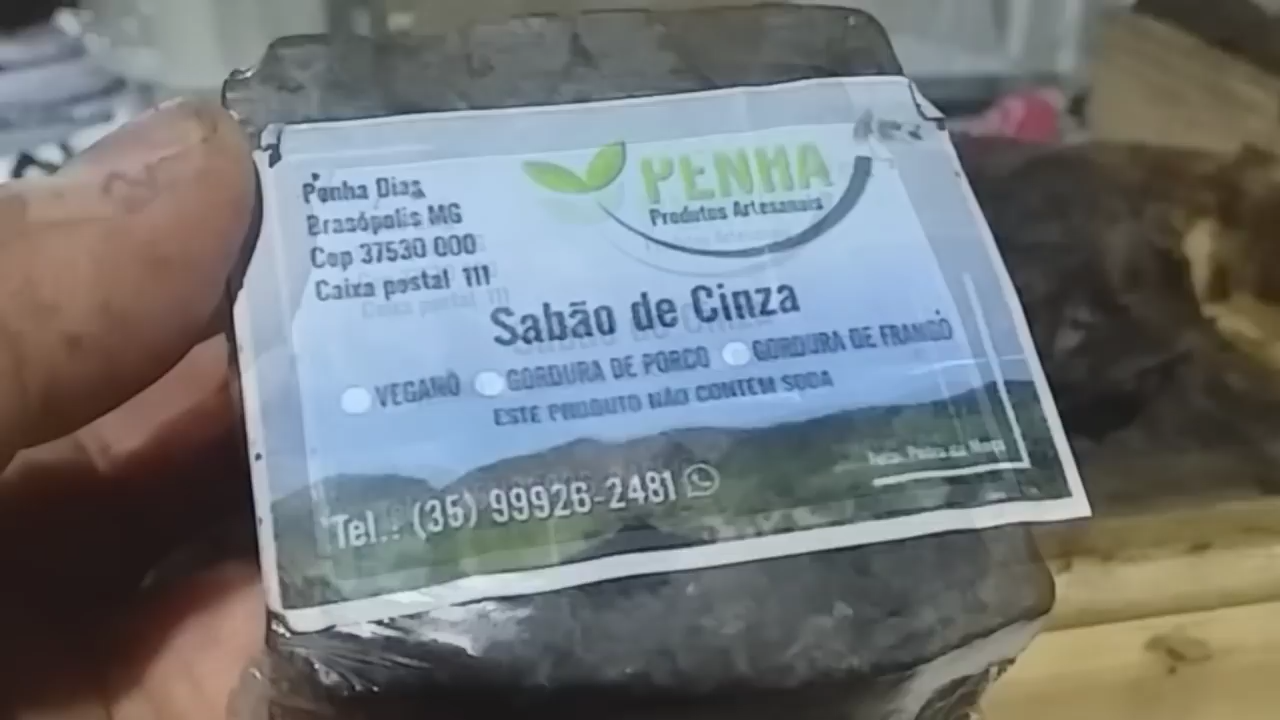 Penha Dias
Brasópolis MG
Cep 37530 000
Caixa postal 111
PENHA
Produtos Artesanais
Sabão de Cinza
VEGANO GORDURA DE PORCO GORDURA DE FRANGO
ESTE PRODUTO NÃO CONTÉM SODA
Tel.: (35) 99926-2481